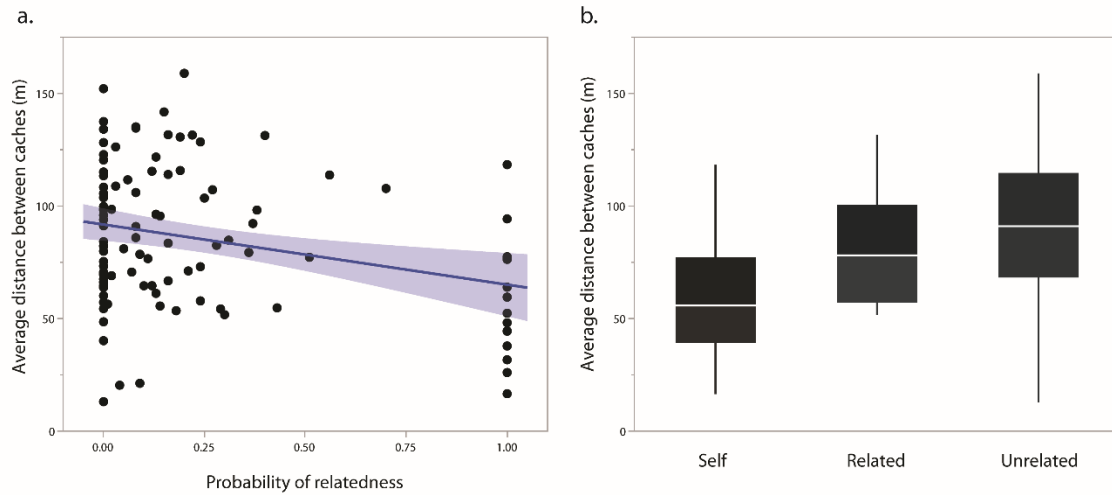 a.
Average distance between caches (m)
150
100
50
0
0.00 0.25 0.50 0.75 1.00
Probability of relatedness
b.
Average distance between caches (m)
150
100
50
0
Self Related Unrelated